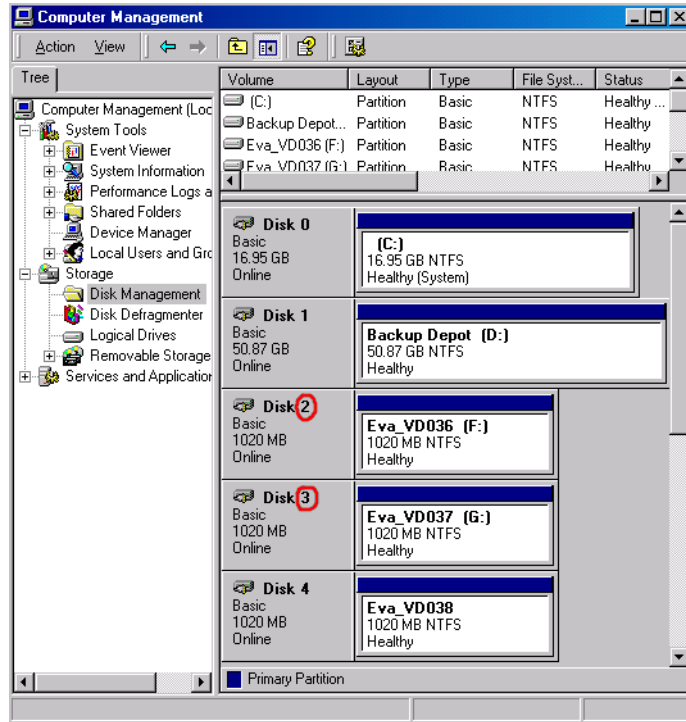 Computer Management
Action View
Tree
Computer Management (Loc
System Tools
Event Viewer
System Information
Performance Logs a
Shared Folders
Device Manager
Local Users and Gro
Storage
Disk Management
Disk Defragmenter
Logical Drives
Removable Storage
Services and Application
Volume Layout Type File Syst... Status
(C:) Partition Basic NTFS Healthy ...
Backup Depot... Partition Basic NTFS Healthy
Eva_VD036 (F:) Partition Basic NTFS Healthy
Eva_VD037 (G:) Partition Basic NTFS Healthy
Disk 0
Basic
16.95 GB
Online
(C:)
16.95 GB NTFS
Healthy (System)
Disk 1
Basic
50.87 GB
Online
Backup Depot (D:)
50.87 GB NTFS
Healthy
Disk 2
Basic
1020 MB
Online
Eva_VD036 (F:)
1020 MB NTFS
Healthy
Disk 3
Basic
1020 MB
Online
Eva_VD037 (G:)
1020 MB NTFS
Healthy
Disk 4
Basic
1020 MB
Online
Eva_VD038
1020 MB NTFS
Healthy
Primary Partition